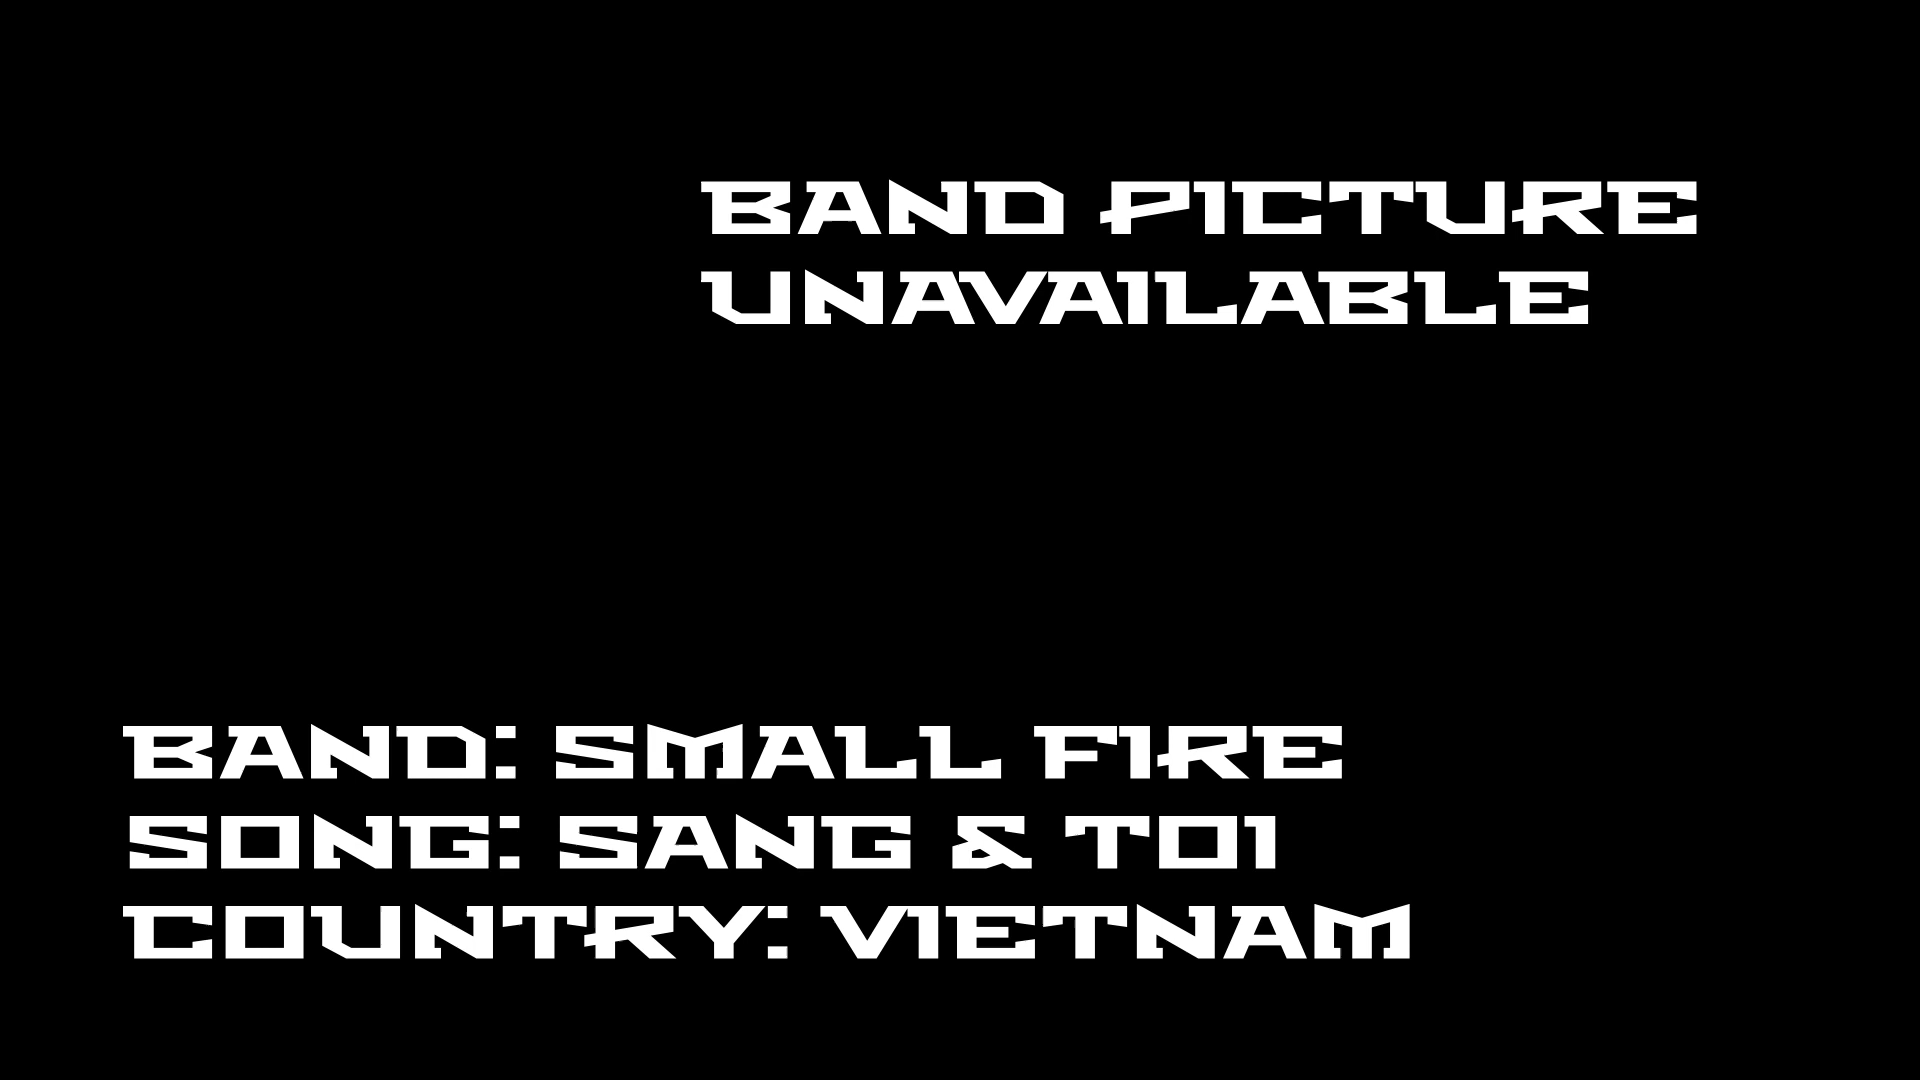 BAND PICTURE
UNAVAILABLE
BAND: SMALL FIRE
SONG: SANG & TOI
COUNTRY: VIETNAM